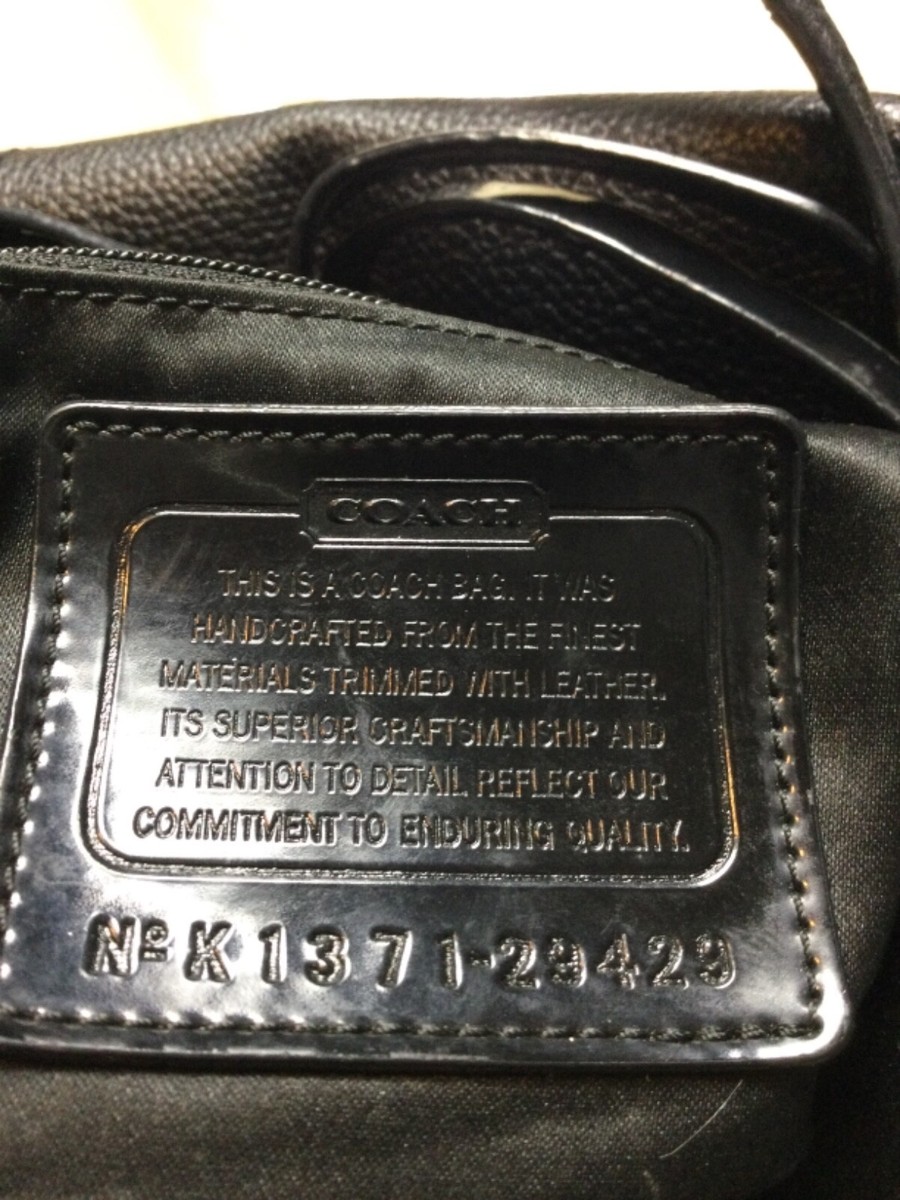 COACH
THIS IS A COACH BAG. IT WAS
HANDCRAFTED FROM THE FINEST
MATERIALS TRIMMED WITH LEATHER.
ITS SUPERIOR CRAFTSMANSHIP AND
ATTENTION TO DETAIL REFLECT OUR
COMMITMENT TO ENDURING QUALITY.
Nº K1371-29429